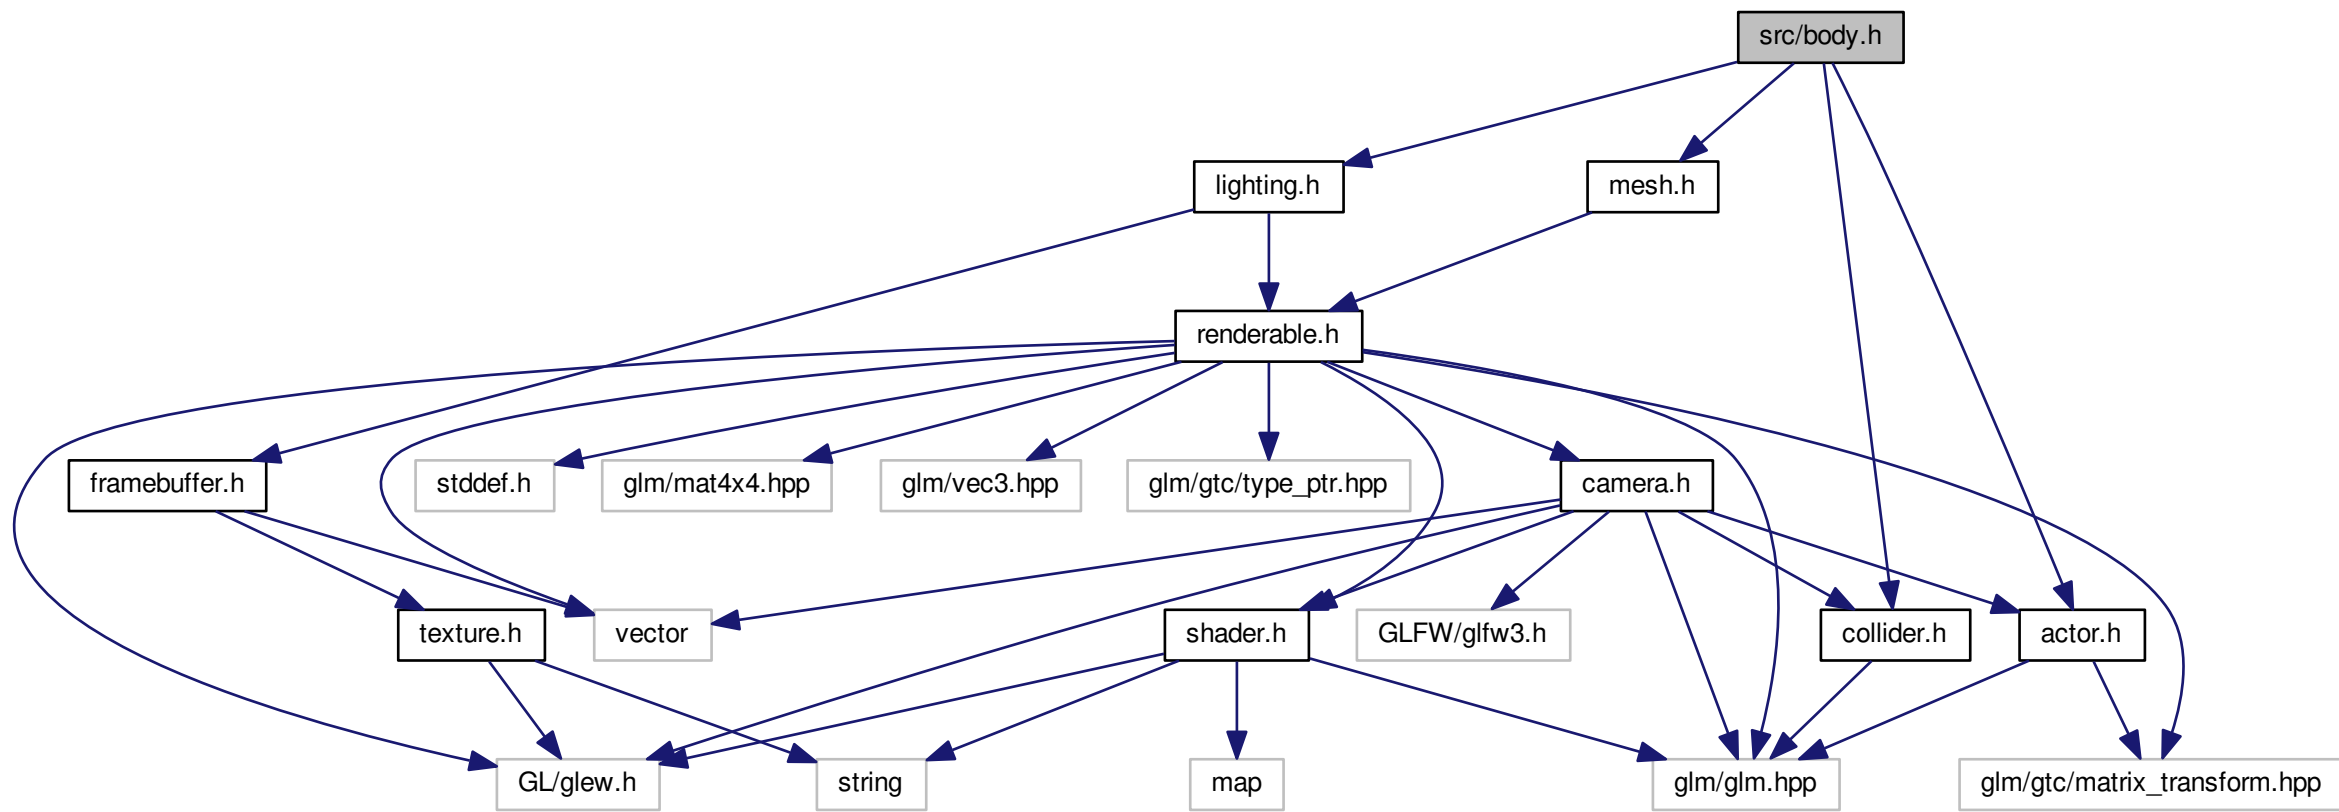 src/body.h
lighting.h
mesh.h
renderable.h
framebuffer.h
stddef.h
glm/mat4x4.hpp
glm/vec3.hpp
glm/gtc/type_ptr.hpp
camera.h
texture.h
vector
shader.h
GLFW/glfw3.h
collider.h
actor.h
GL/glew.h
string
map
glm/glm.hpp
glm/gtc/matrix_transform.hpp